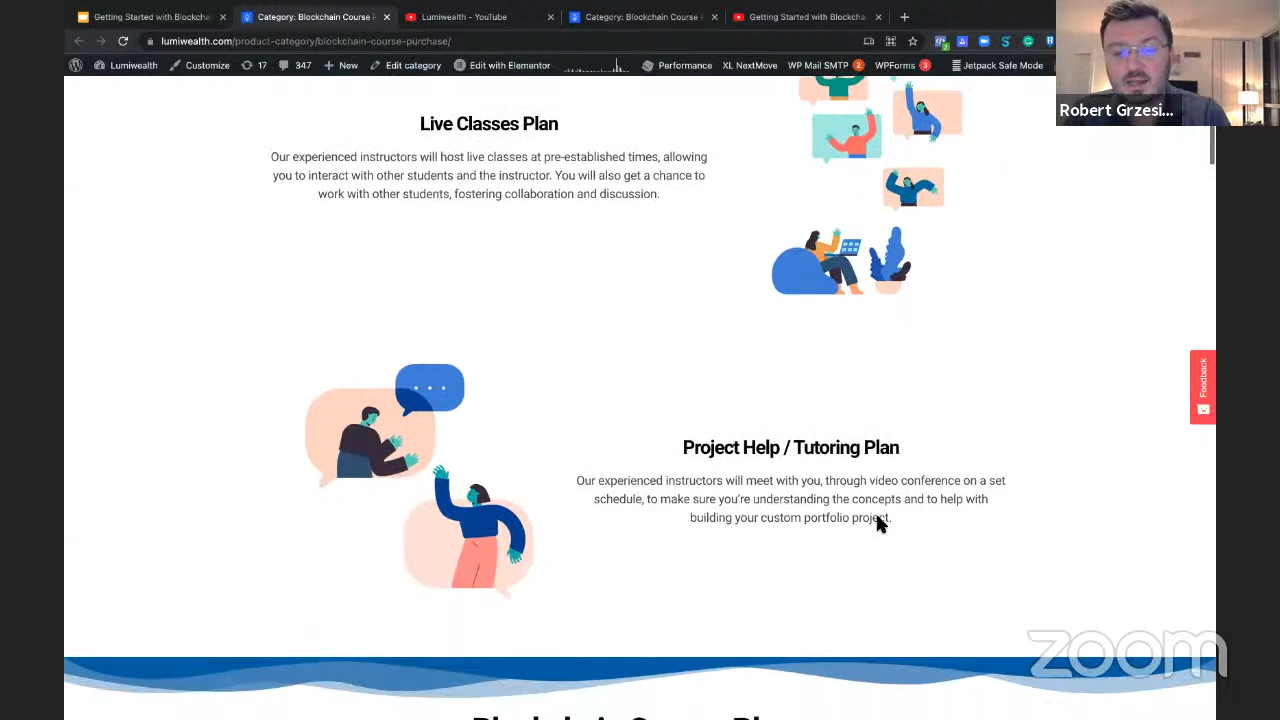 Getting Started with Blockchain
Category: Blockchain Course
Lumiwealth - YouTube
Category: Blockchain Course
Getting Started with Blockcha
lumiwealth.com/product-category/blockchain-course-purchase/
Lumiwealth
Customize
17
347
New
Edit category
Edit with Elementor
Performance
XL NextMove
WP Mail SMTP 2
WPForms 3
Jetpack Safe Mode
Robert Grzesi...
Live Classes Plan
Our experienced instructors will host live classes at pre-established times, allowing
you to interact with other students and the instructor. You will also get a chance to
work with other students, fostering collaboration and discussion.
Feedback
Project Help / Tutoring Plan
Our experienced instructors will meet with you, through video conference on a set
schedule, to make sure you're understanding the concepts and to help with
building your custom portfolio project.
zoom